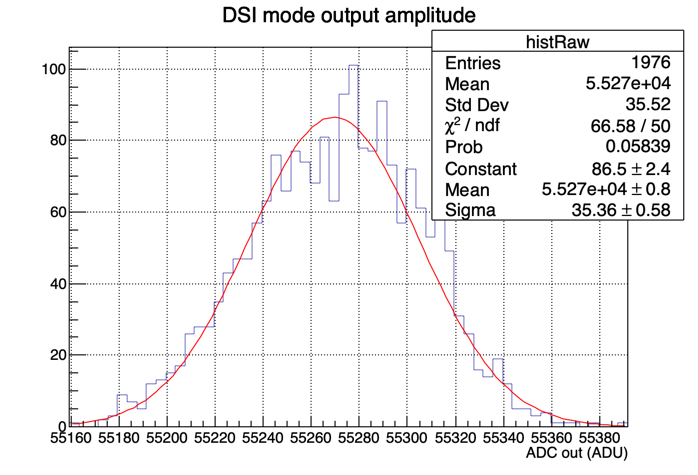 DSI mode output amplitude
histRaw
Entries 1976
Mean 5.527e+04
Std Dev 35.52
χ² / ndf 66.58 / 50
Prob 0.05839
Constant 86.5 ± 2.4
Mean 5.527e+04 ± 0.8
Sigma 35.36 ± 0.58
100
80
60
40
20
0
55160 55180 55200 55220 55240 55260 55280 55300 55320 55340 55360 55380
ADC out (ADU)